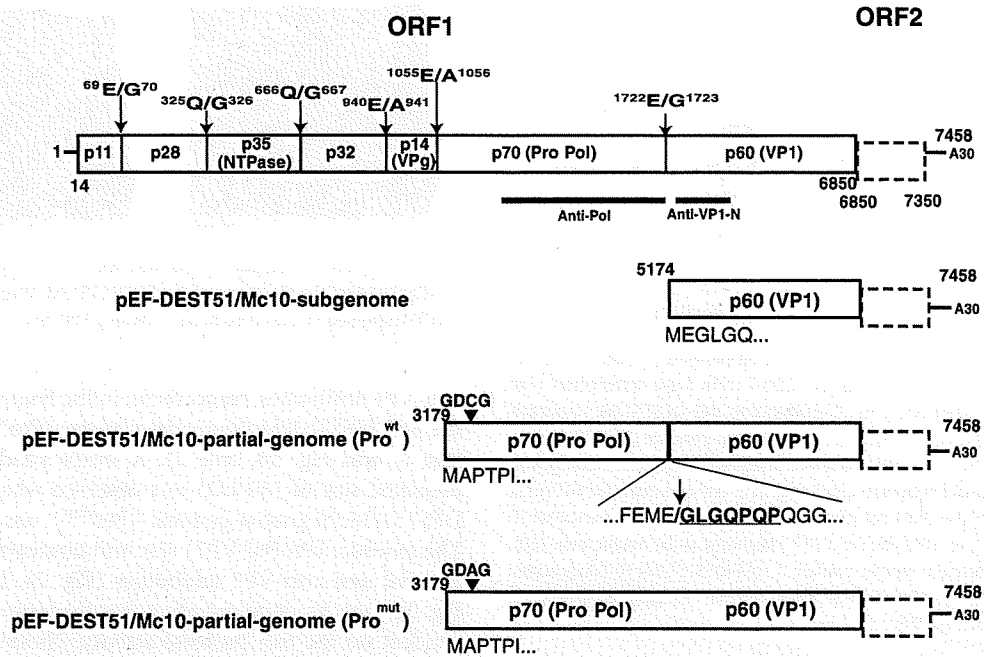 ORF1
ORF2
⁶⁹E/G⁷⁰
³²⁵Q/G³²⁶
⁶⁶⁶Q/G⁶⁶⁷
⁹⁴⁰E/A⁹⁴¹
¹⁰⁵⁵E/A¹⁰⁵⁶
¹⁷²²E/G¹⁷²³
1
p11
p28
p35
(NTPase)
p32
p14
(VPg)
p70 (Pro Pol)
p60 (VP1)
7458
A30
14
6850
6850
7350
Anti-Pol
Anti-VP1-N
pEF-DEST51/Mc10-subgenome
5174
p60 (VP1)
7458
A30
MEGLGQ...
pEF-DEST51/Mc10-partial-genome (Pro^wt)
GDCG
3179
p70 (Pro Pol)
p60 (VP1)
7458
A30
MAPTPI...
...FEME/GLGQPQPQGG...
pEF-DEST51/Mc10-partial-genome (Pro^mut)
GDAG
3179
p70 (Pro Pol)
p60 (VP1)
7458
A30
MAPTPI...